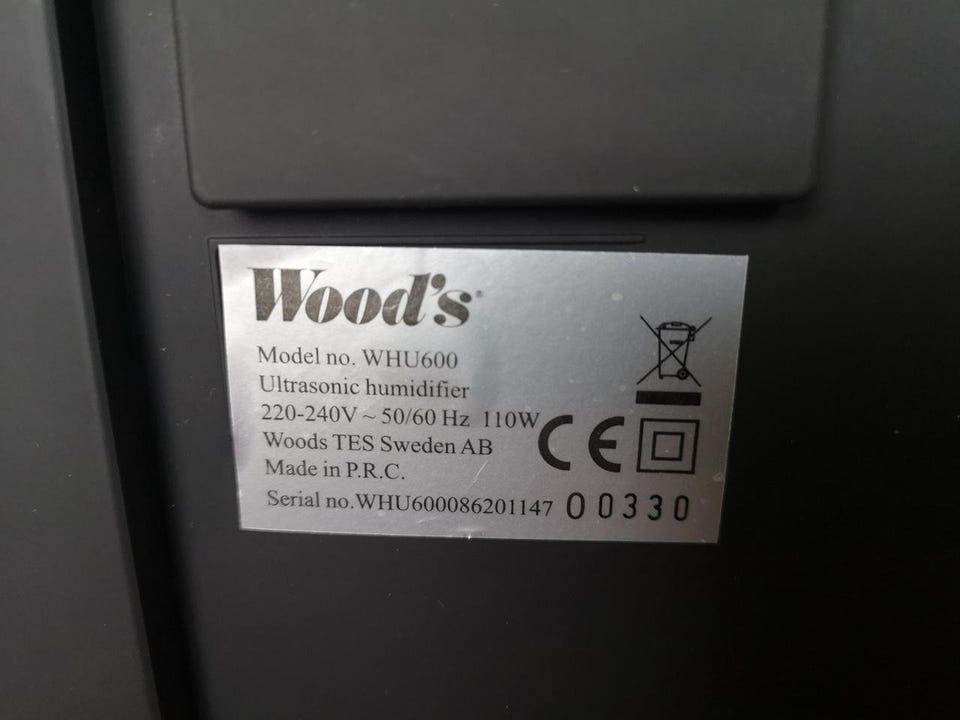 Wood's®
Model no. WHU600
Ultrasonic humidifier
220-240V ~ 50/60 Hz 110W
Woods TES Sweden AB
Made in P.R.C.
CE
Serial no.WHU600086201147 00330